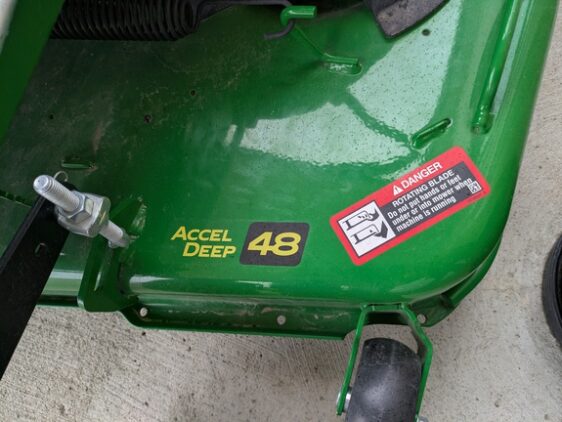 ACCEL
DEEP 48
DANGER
ROTATING BLADE
Do not put hands or feet
under or into mower when
machine is running